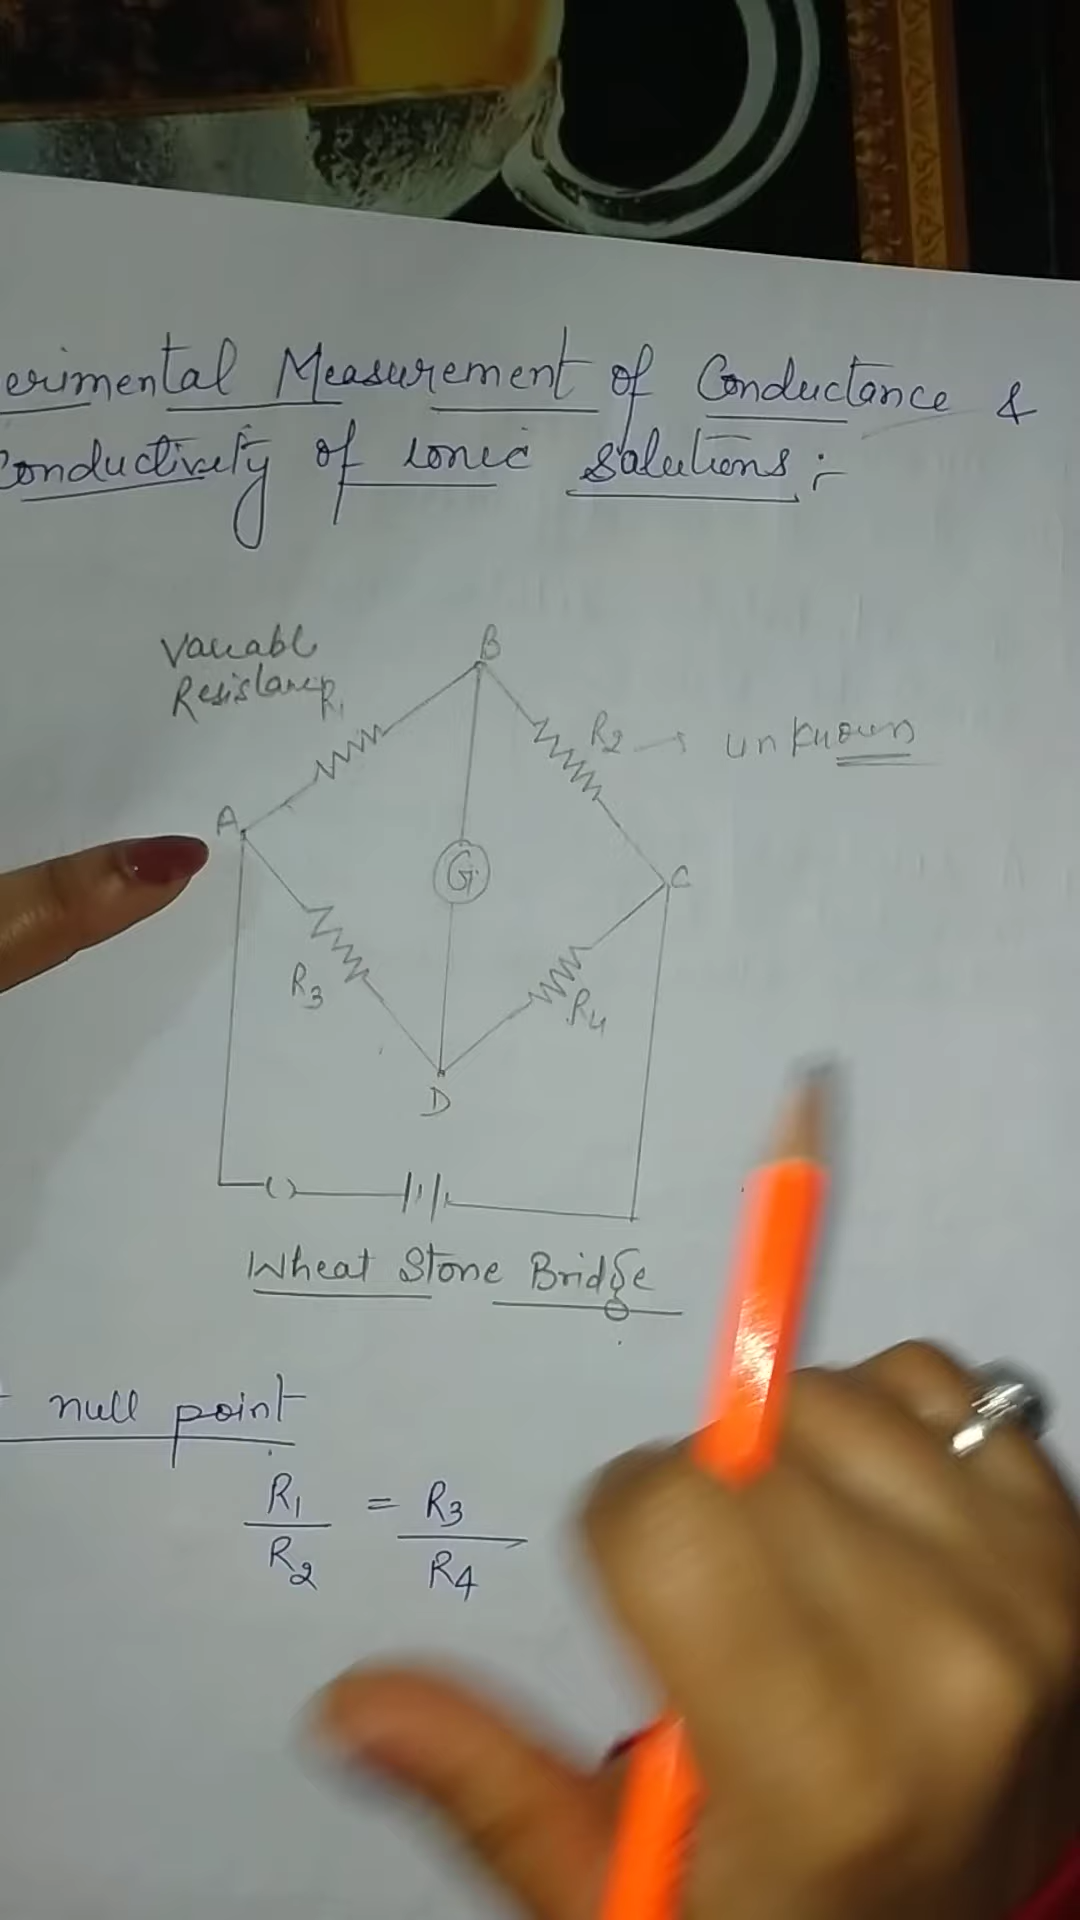 erimental Measurement of Conductance &
Conductivity of ionic solutions :-
B
Variable
Resistance
R1
R2 → unknown
A
G
C
R3
R4
D
Wheat Stone Bridge
null point
R1 = R3
R2 R4